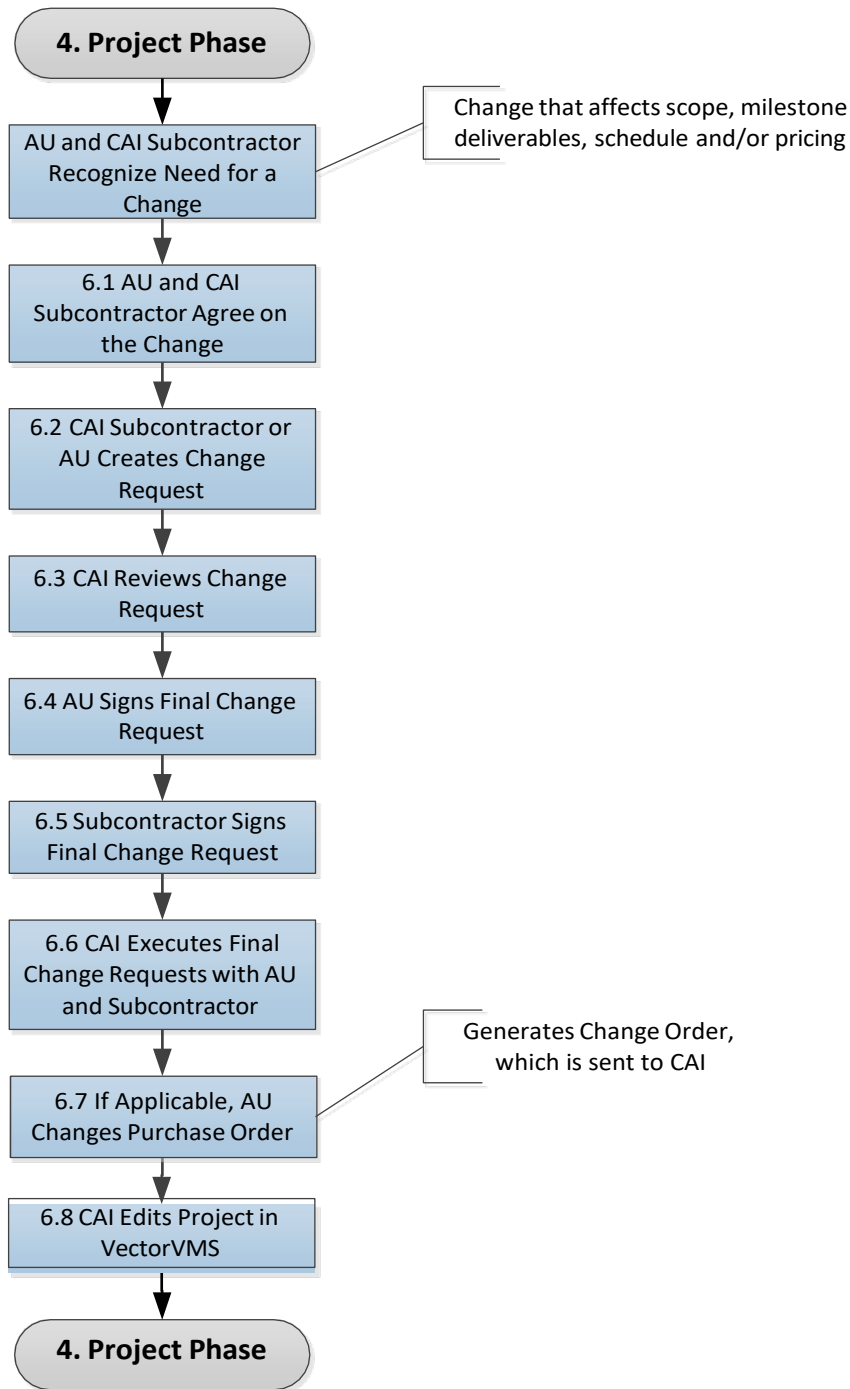 4. Project Phase
Change that affects scope, milestone
deliverables, schedule and/or pricing
AU and CAI Subcontractor
Recognize Need for a
Change
6.1 AU and CAI
Subcontractor Agree on
the Change
6.2 CAI Subcontractor or
AU Creates Change
Request
6.3 CAI Reviews Change
Request
6.4 AU Signs Final Change
Request
6.5 Subcontractor Signs
Final Change Request
6.6 CAI Executes Final
Change Requests with AU
and Subcontractor
Generates Change Order,
which is sent to CAI
6.7 If Applicable, AU
Changes Purchase Order
6.8 CAI Edits Project in
VectorVMS
4. Project Phase